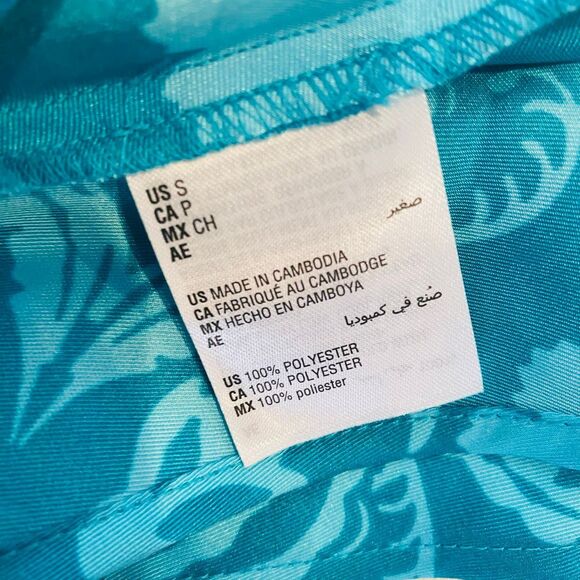 US S
CA P
MX CH
AE صغير
US MADE IN CAMBODIA
CA FABRIQUÉ AU CAMBODGE
MX HECHO EN CAMBOYA
AE صُنع في كمبوديا
US 100% POLYESTER
CA 100% POLYESTER
MX 100% poliester